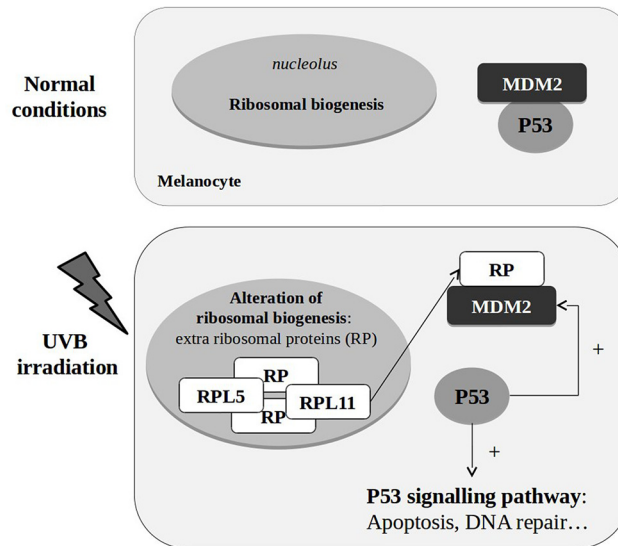 Normal
conditions
nucleolus
Ribosomal biogenesis
MDM2
P53
Melanocyte
UVB
irradiation
Alteration of
ribosomal biogenesis:
extra ribosomal proteins (RP)
RP
RPL5
RPL11
RP
RP
MDM2
+
P53
+
P53 signalling pathway:
Apoptosis, DNA repair…